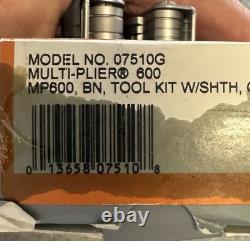 MODEL NO. 07510G
MULTI-PLIER® 600
MP600, BN, TOOL KIT W/SHTH,
0 13658 07510 8